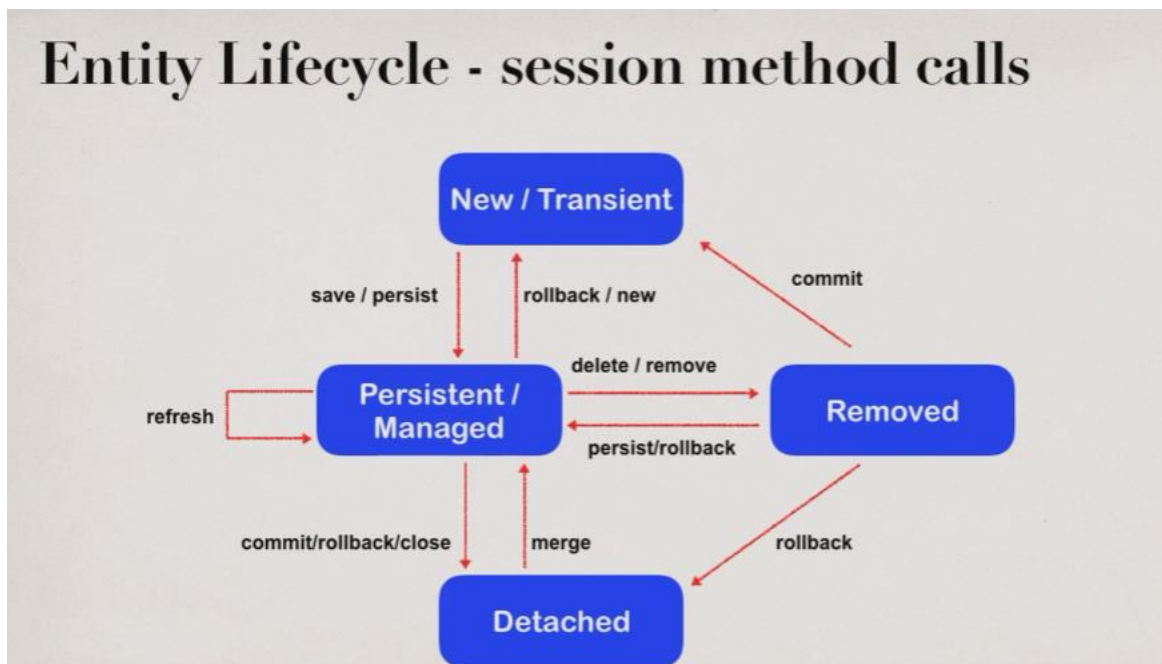 Entity Lifecycle - session method calls
New / Transient
commit
save / persist
rollback / new
delete / remove
Persistent /
Managed
Removed
refresh
persist/rollback
commit/rollback/close
merge
rollback
Detached